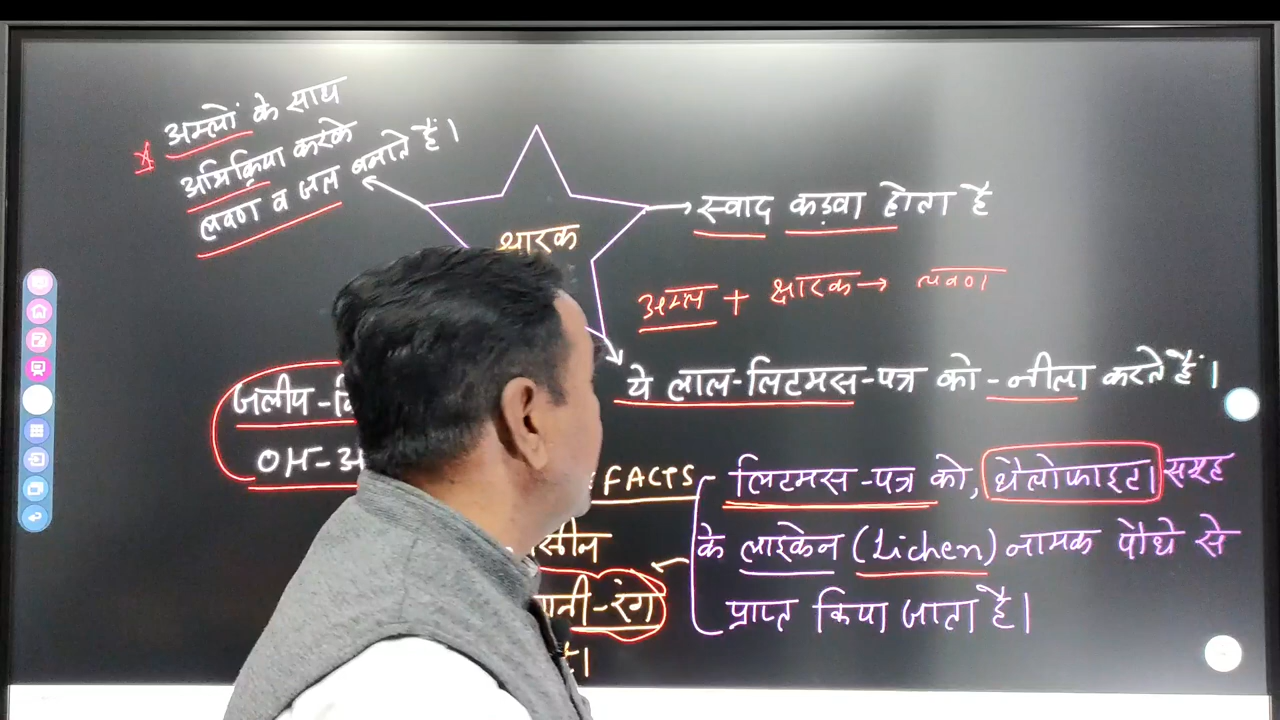 अम्लों के साथ
अभिक्रिया करके
लवण व जल बनाते हैं।
क्षारक
स्वाद कड़वा होता है
अम्ल + क्षारक → लवण
ये लाल-लिटमस-पत्र को-नीला करते हैं।
जलीय-
OH-
FACTS
लिटमस-पत्र को, थैलोफाइटा समूह
के लाइकेन (Lichen) नामक पौधे से
प्राप्त किया जाता है।
-रंग
है।